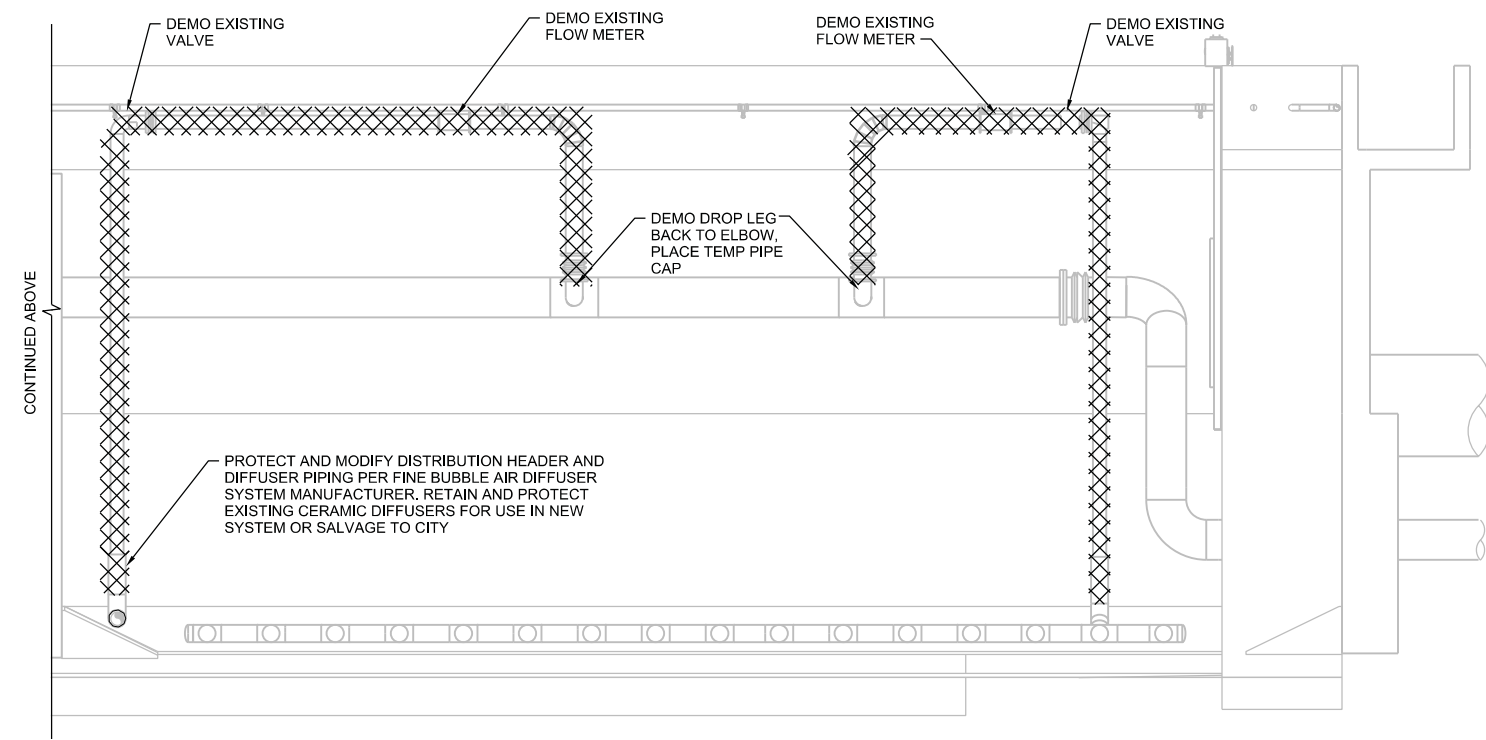 DEMO EXISTING
VALVE
DEMO EXISTING
FLOW METER
DEMO EXISTING
FLOW METER
DEMO EXISTING
VALVE
DEMO DROP LEG
BACK TO ELBOW,
PLACE TEMP PIPE
CAP
CONTINUED ABOVE
PROTECT AND MODIFY DISTRIBUTION HEADER AND
DIFFUSER PIPING PER FINE BUBBLE AIR DIFFUSER
SYSTEM MANUFACTURER. RETAIN AND PROTECT
EXISTING CERAMIC DIFFUSERS FOR USE IN NEW
SYSTEM OR SALVAGE TO CITY